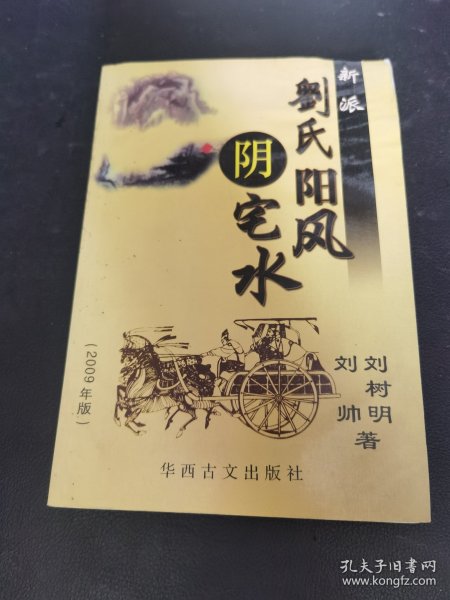 新派
劉氏阳风
阴宅水
刘树明著
刘帅
(2009年版)
华西古文出版社
孔夫子旧书网
www.kongfz.com